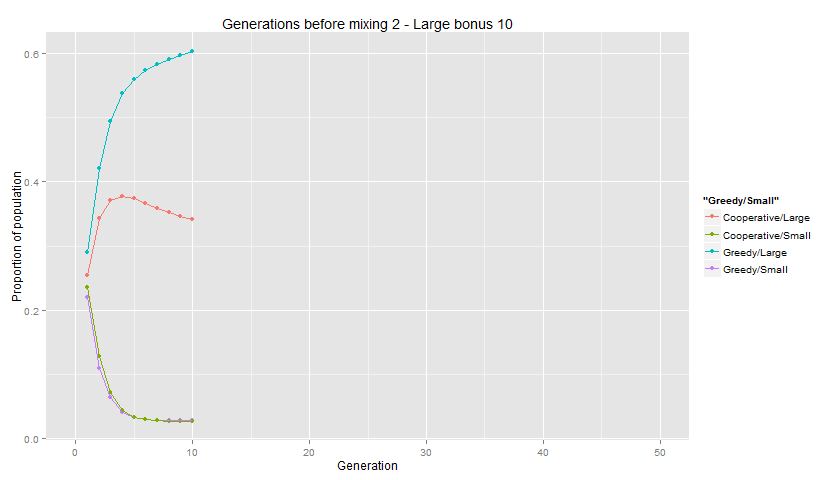 Generations before mixing 2 - Large bonus 10
0.6
0.4
0.2
0.0
Proportion of population
0
10
20
30
40
50
Generation
"Greedy/Small"
Cooperative/Large
Cooperative/Small
Greedy/Large
Greedy/Small